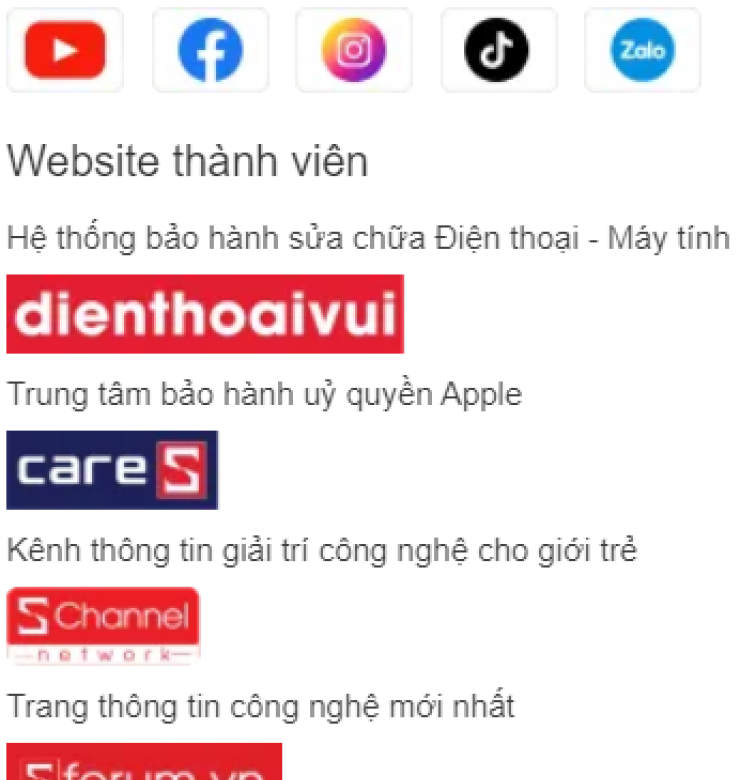 Zalo
Website thành viên
Hệ thống bảo hành sửa chữa Điện thoại - Máy tính
dienthoaivui
Trung tâm bảo hành uỷ quyền Apple
care S
Kênh thông tin giải trí công nghệ cho giới trẻ
S Channel
network
Trang thông tin công nghệ mới nhất
Sforum.vn